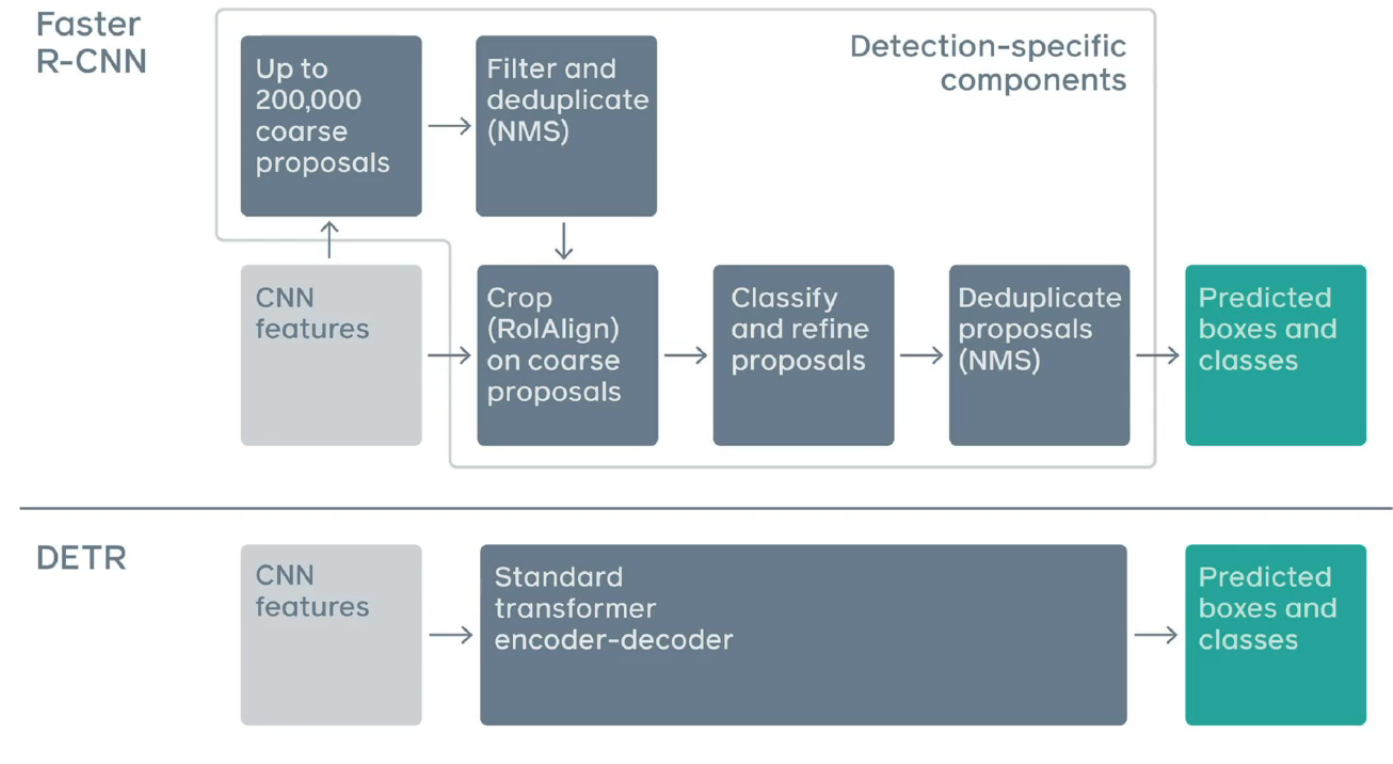 Faster
R-CNN
Detection-specific
components
Up to
200,000
coarse
proposals
Filter and
deduplicate
(NMS)
CNN
features
Crop
(RoIAlign)
on coarse
proposals
Classify
and refine
proposals
Deduplicate
proposals
(NMS)
Predicted
boxes and
classes
DETR
CNN
features
Standard
transformer
encoder-decoder
Predicted
boxes and
classes